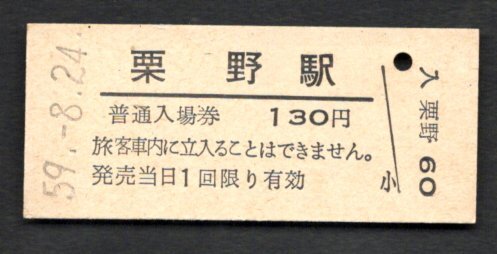 59.-8.24
栗野駅
普通入場券 130円
旅客車内に立入ることはできません。
発売当日1回限り有効
小
入 栗野 60